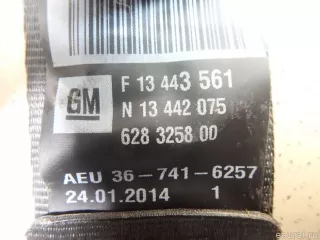 GM
F 13 443 561
N 13 442 075
628 3258 00
AEU 36-741-6257
24.01.2014 1